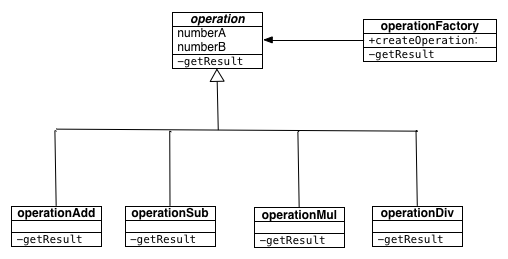 operation
numberA
numberB
−getResult
operationFactory
+createOperation:
−getResult
operationAdd
−getResult
operationSub
−getResult
operationMul
−getResult
operationDiv
−getResult